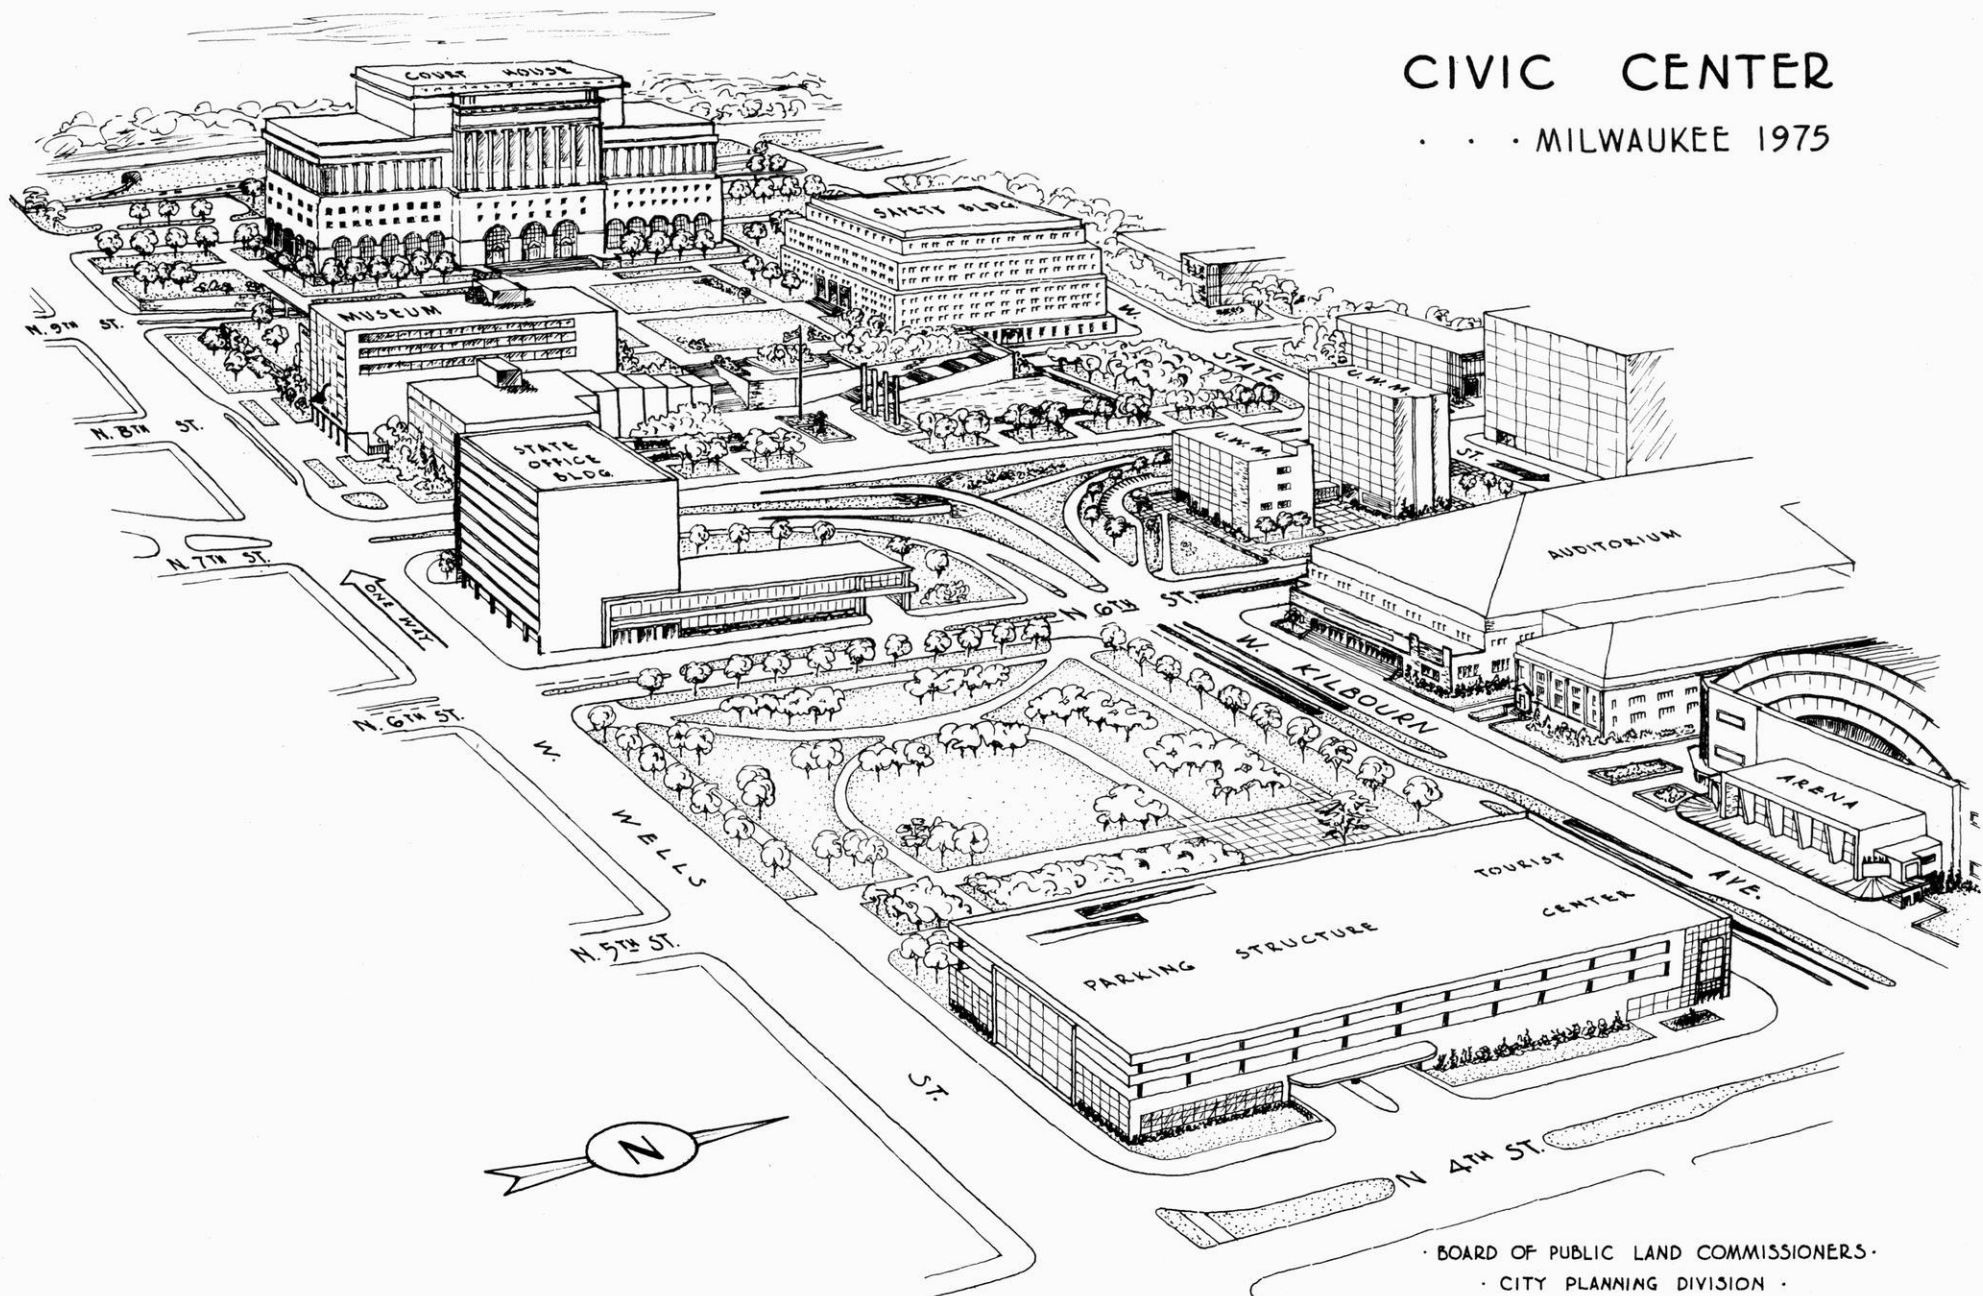 CIVIC CENTER
· · · MILWAUKEE 1975
COURT HOUSE
SAFETY BLDG.
MUSEUM
N. 9TH ST.
W. STATE ST.
U.W.M.
N. 8TH ST.
STATE
OFFICE
BLDG.
U.W.M.
AUDITORIUM
N. 7TH ST.
ONE WAY
N 6TH ST.
W. KILBOURN AVE.
N. 6TH ST.
W. WELLS ST.
ARENA
TOURIST
CENTER
PARKING STRUCTURE
N. 5TH ST.
N
N 4TH ST.
· BOARD OF PUBLIC LAND COMMISSIONERS ·
· CITY PLANNING DIVISION ·